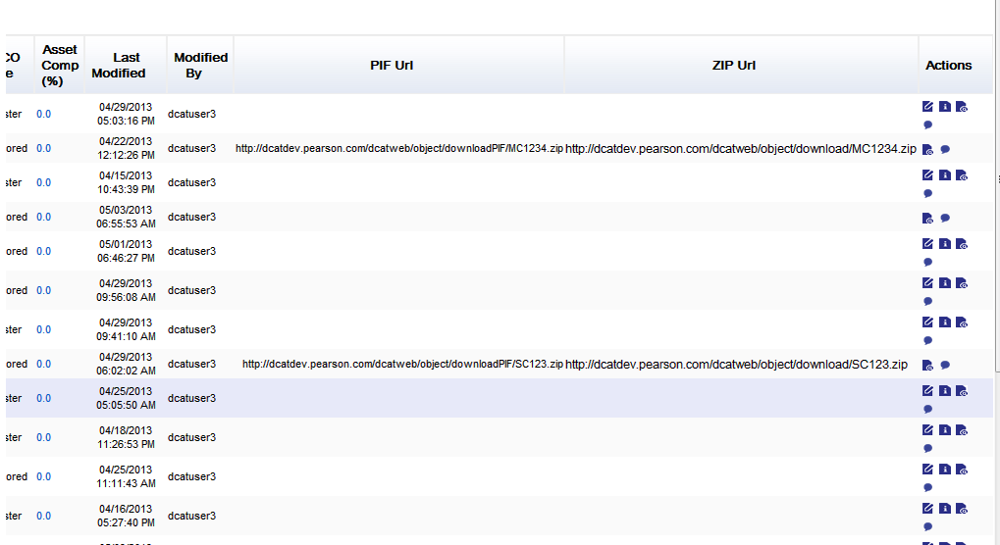 CO Asset Last Modified PIF Url ZIP Url Actions
e Comp Modified By
(%)
ster 0.0 04/29/2013 05:03:16 PM dcatuser3
ored 0.0 04/22/2013 12:12:26 PM dcatuser3 http://dcatdev.pearson.com/dcatweb/object/downloadPIF/MC1234.zip http://dcatdev.pearson.com/dcatweb/object/download/MC1234.zip
ster 0.0 04/15/2013 10:43:39 PM dcatuser3
ored 0.0 05/03/2013 06:55:53 AM dcatuser3
ored 0.0 05/01/2013 06:46:27 PM dcatuser3
ored 0.0 04/29/2013 09:56:08 AM dcatuser3
ster 0.0 04/29/2013 09:41:10 AM dcatuser3
ored 0.0 04/29/2013 06:02:02 AM dcatuser3 http://dcatdev.pearson.com/dcatweb/object/downloadPIF/SC123.zip http://dcatdev.pearson.com/dcatweb/object/download/SC123.zip
ster 0.0 04/25/2013 05:05:50 AM dcatuser3
ster 0.0 04/18/2013 11:26:53 PM dcatuser3
ored 0.0 04/25/2013 11:11:43 AM dcatuser3
ster 0.0 04/16/2013 05:27:40 PM dcatuser3